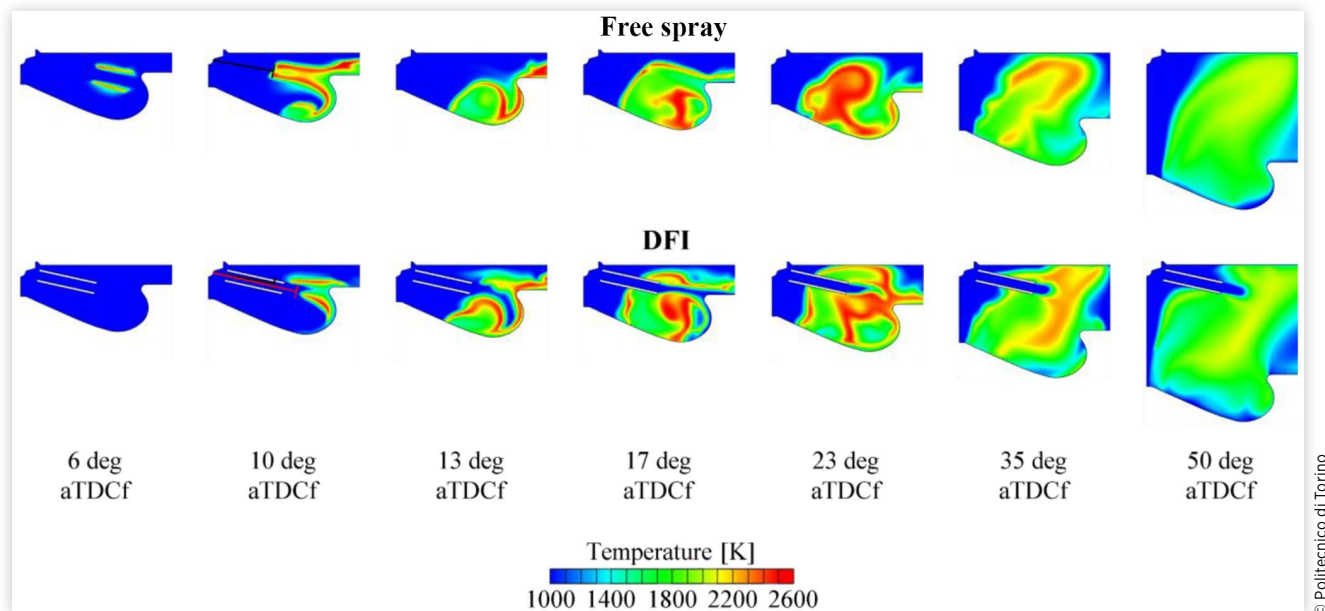 Free spray
DFI
6 deg
aTDCf
10 deg
aTDCf
13 deg
aTDCf
17 deg
aTDCf
23 deg
aTDCf
35 deg
aTDCf
50 deg
aTDCf
Temperature [K]
1000 1400 1800 2200 2600
© Politecnico di Torino